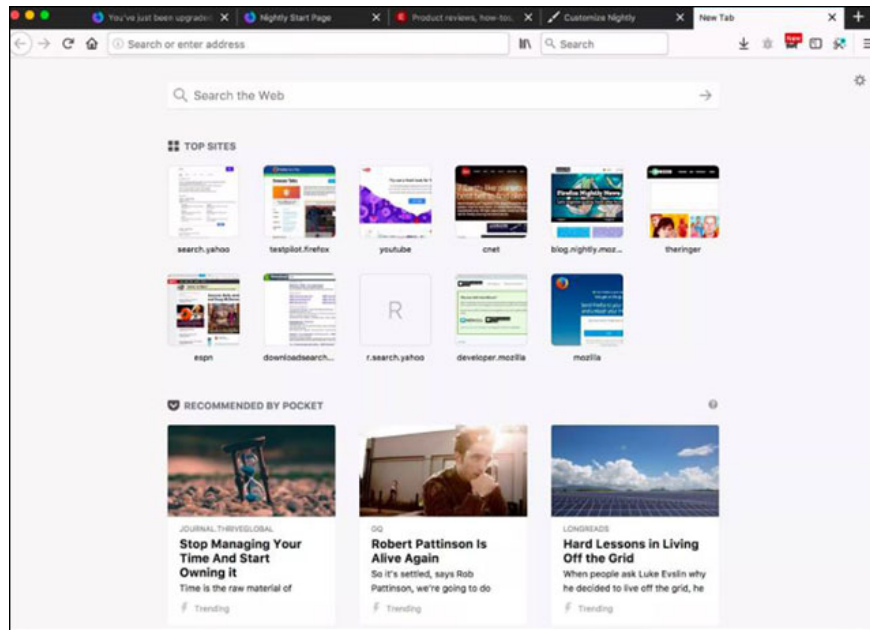 You've just been upgraded
Nightly Start Page
Product reviews, how-tos,
Customize Nightly
New Tab
Search or enter address
Search
Search the Web
TOP SITES
search.yahoo
testpilot.firefox
youtube
cnet
blog.nightly.moz...
theringer
espn
downloadsearch...
R
r.search.yahoo
developer.mozilla
mozilla
RECOMMENDED BY POCKET
JOURNAL.THRIVEGLOBAL
Stop Managing Your
Time And Start
Owning it
Time is the raw material of
Trending
GQ
Robert Pattinson Is
Alive Again
So it's settled, says Rob
Pattinson, we're going to do
Trending
LONGREADS
Hard Lessons in Living
Off the Grid
When people ask Luke Evslin why
he decided to live off the grid, he
Trending